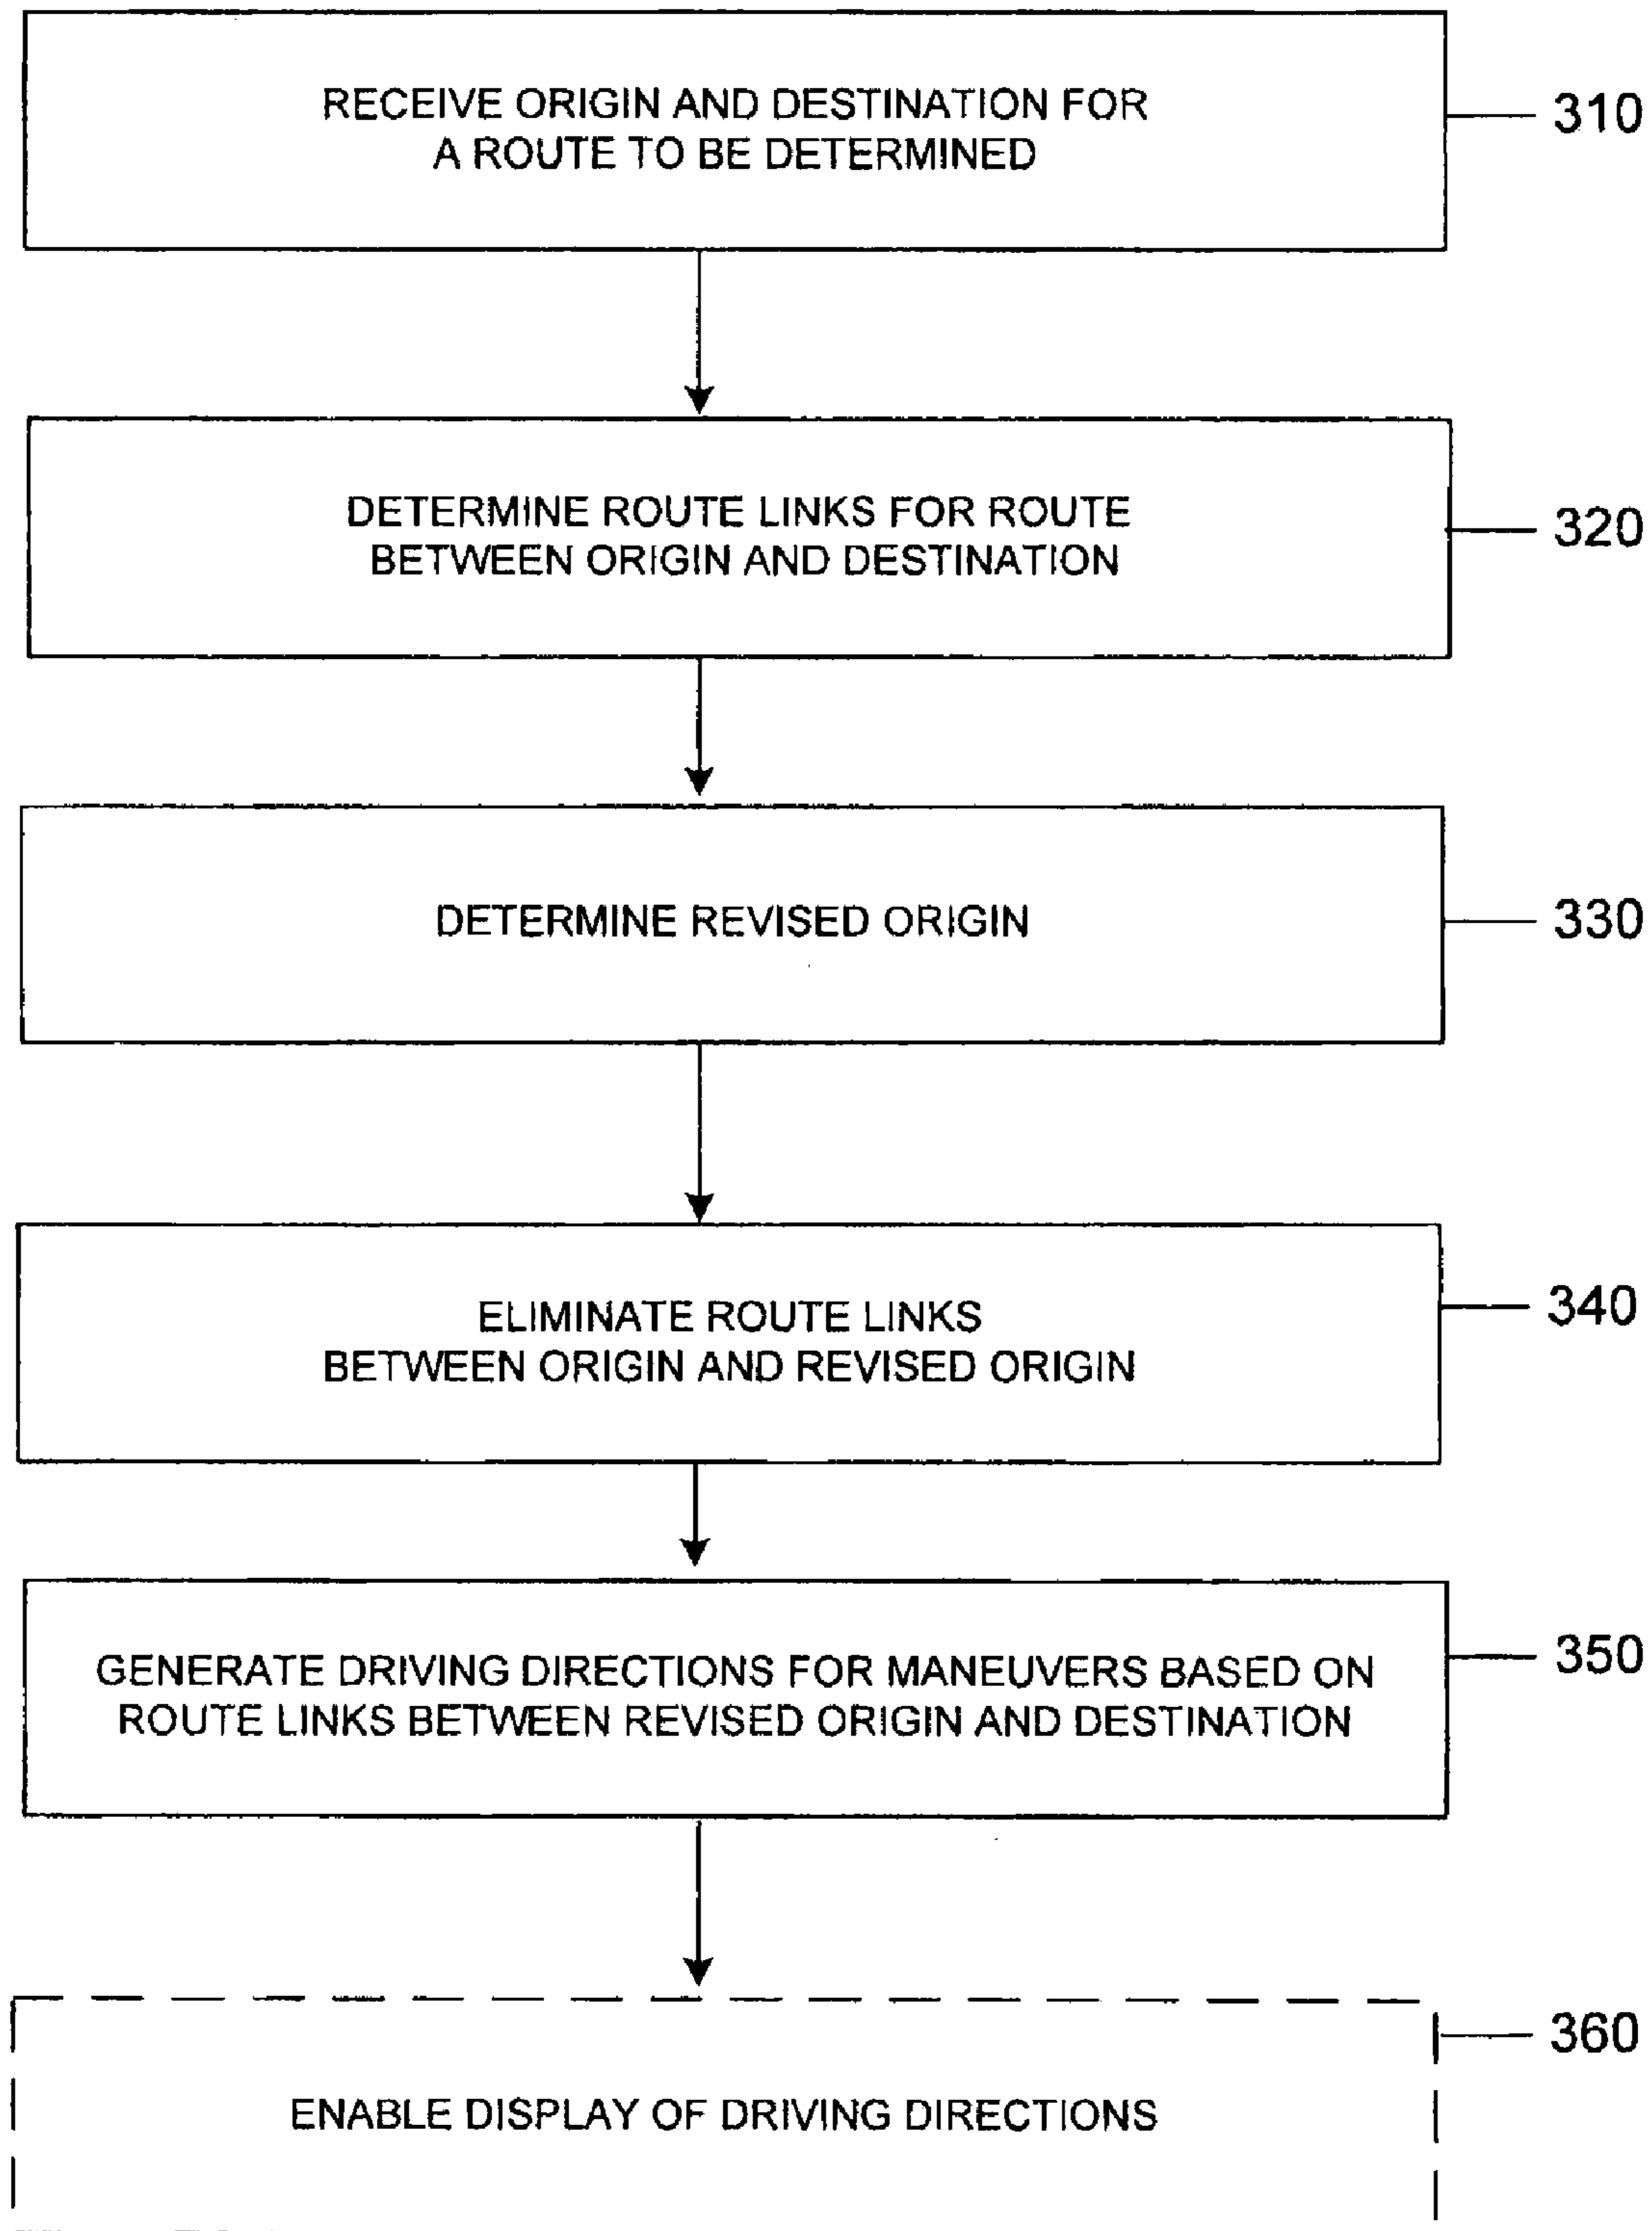 RECEIVE ORIGIN AND DESTINATION FOR
A ROUTE TO BE DETERMINED
310
DETERMINE ROUTE LINKS FOR ROUTE
BETWEEN ORIGIN AND DESTINATION
320
DETERMINE REVISED ORIGIN
330
ELIMINATE ROUTE LINKS
BETWEEN ORIGIN AND REVISED ORIGIN
340
GENERATE DRIVING DIRECTIONS FOR MANEUVERS BASED ON
ROUTE LINKS BETWEEN REVISED ORIGIN AND DESTINATION
350
ENABLE DISPLAY OF DRIVING DIRECTIONS
360